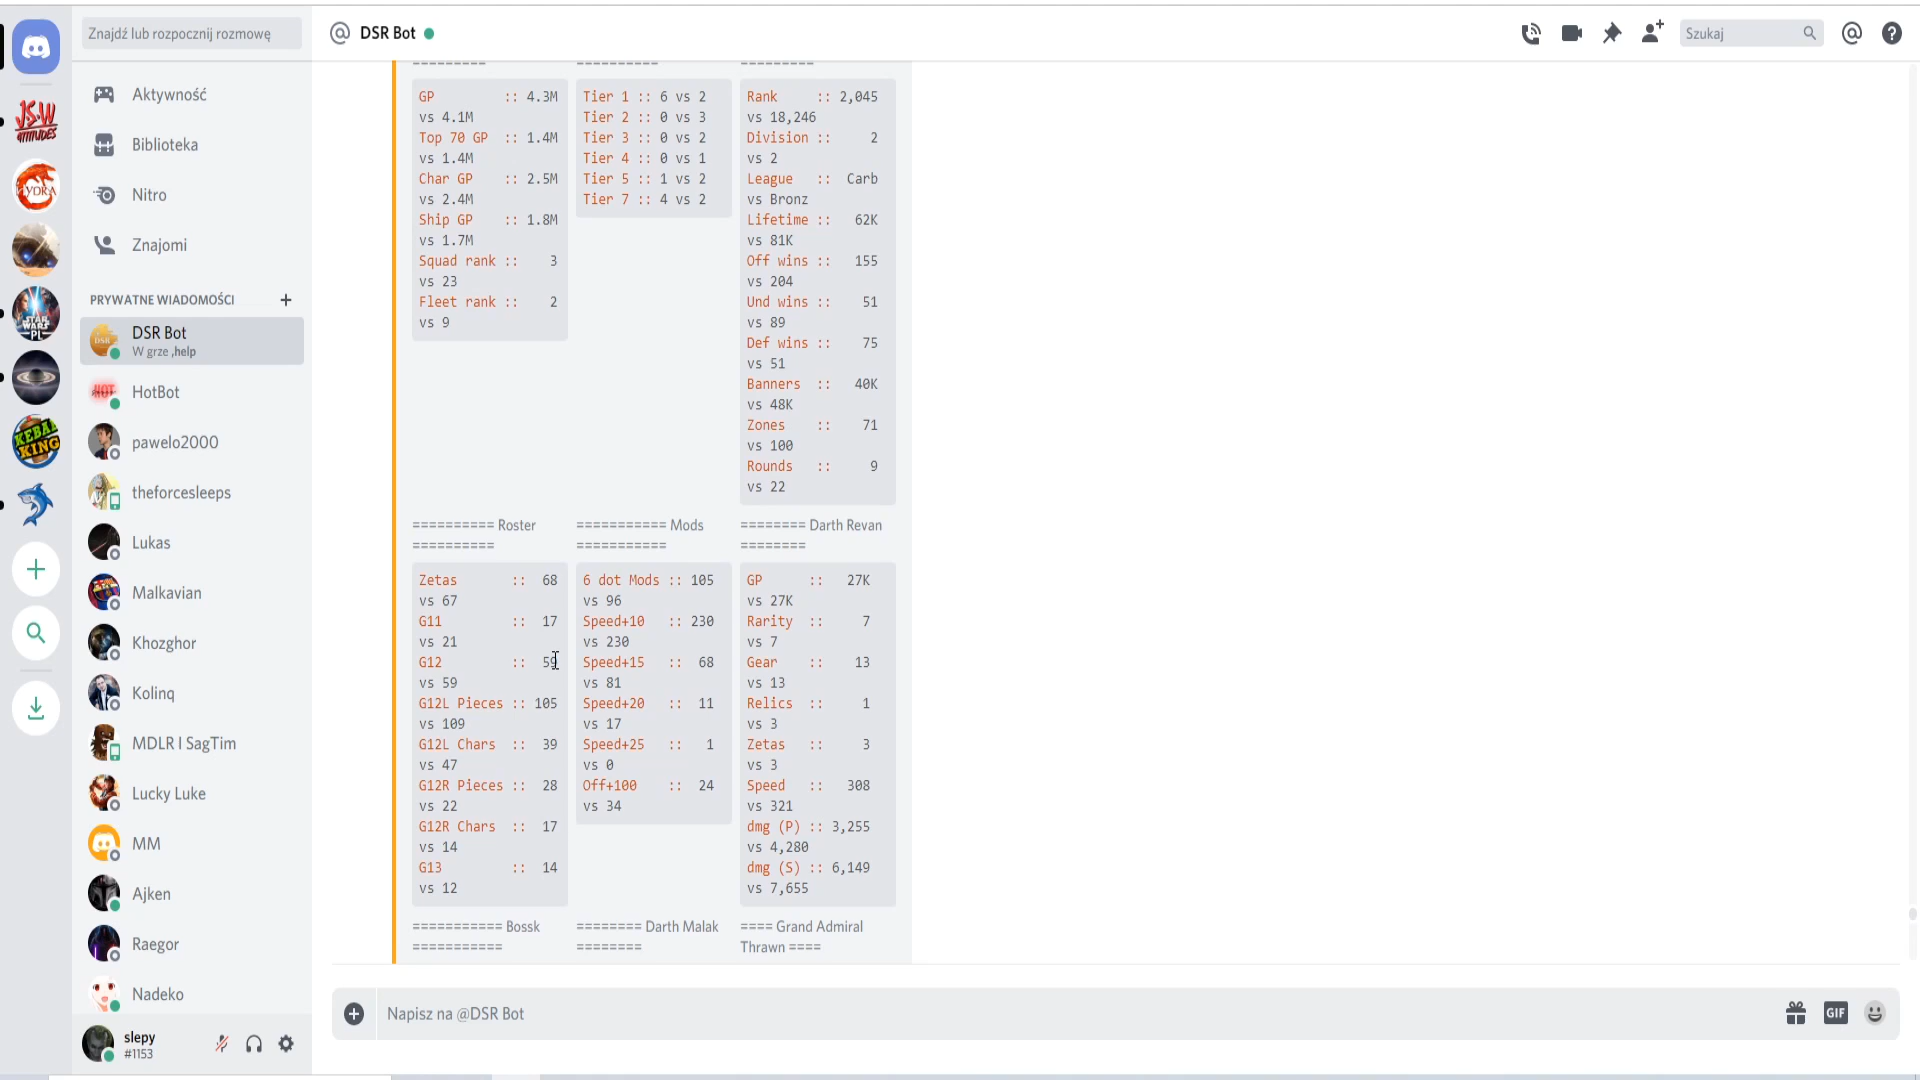 Znajdź lub rozpocznij rozmowę
Aktywność
Biblioteka
Nitro
Znajomi
PRYWATNE WIADOMOŚCI
DSR Bot
W grze ,help
HotBot
pawelo2000
theforcesleeps
Lukas
Malkavian
Khozghor
Kolinq
MDLR I SagTim
Lucky Luke
MM
Ajken
Raegor
Nadeko
slepy
#1153
JSW
ATTITUDES
HYDRA
STAR WARS PL
KEBAB KING
DSR
HOT
@ DSR Bot
Szukaj
========= ========== =========
GP :: 4.3M
vs 4.1M
Top 70 GP :: 1.4M
vs 1.4M
Char GP :: 2.5M
vs 2.4M
Ship GP :: 1.8M
vs 1.7M
Squad rank :: 3
vs 23
Fleet rank :: 2
vs 9
Tier 1 :: 6 vs 2
Tier 2 :: 0 vs 3
Tier 3 :: 0 vs 2
Tier 4 :: 0 vs 1
Tier 5 :: 1 vs 2
Tier 7 :: 4 vs 2
Rank :: 2,045
vs 18,246
Division :: 2
vs 2
League :: Carb
vs Bronz
Lifetime :: 62K
vs 81K
Off wins :: 155
vs 204
Und wins :: 51
vs 89
Def wins :: 75
vs 51
Banners :: 40K
vs 48K
Zones :: 71
vs 100
Rounds :: 9
vs 22
========== Roster
==========
Zetas :: 68
vs 67
G11 :: 17
vs 21
G12 :: 59
vs 59
G12L Pieces :: 105
vs 109
G12L Chars :: 39
vs 47
G12R Pieces :: 28
vs 22
G12R Chars :: 17
vs 14
G13 :: 14
vs 12
=========== Mods
===========
6 dot Mods :: 105
vs 96
Speed+10 :: 230
vs 230
Speed+15 :: 68
vs 81
Speed+20 :: 11
vs 17
Speed+25 :: 1
vs 0
Off+100 :: 24
vs 34
======== Darth Revan
========
GP :: 27K
vs 27K
Rarity :: 7
vs 7
Gear :: 13
vs 13
Relics :: 1
vs 3
Zetas :: 3
vs 3
Speed :: 308
vs 321
dmg (P) :: 3,255
vs 4,280
dmg (S) :: 6,149
vs 7,655
=========== Bossk
===========
======== Darth Malak
========
==== Grand Admiral
Thrawn ====
Napisz na @DSR Bot
GIF